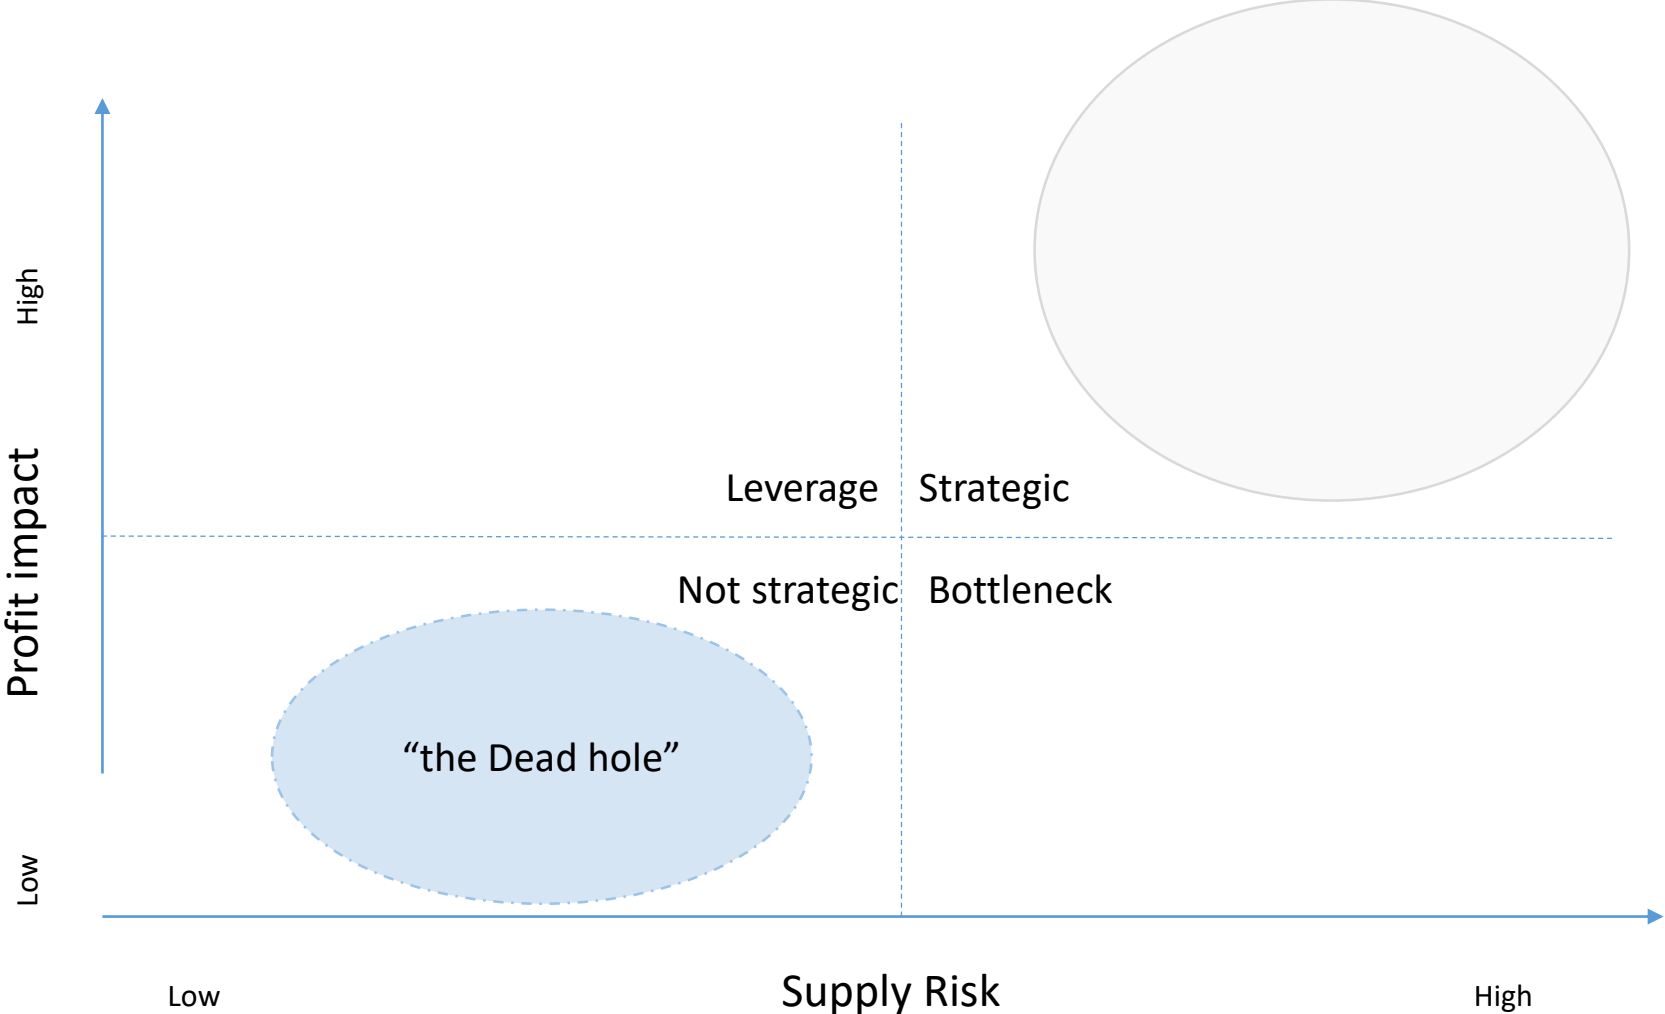 High
Leverage
Strategic
Profit impact
Not strategic
Bottleneck
“the Dead hole”
Low
Low
Supply Risk
High